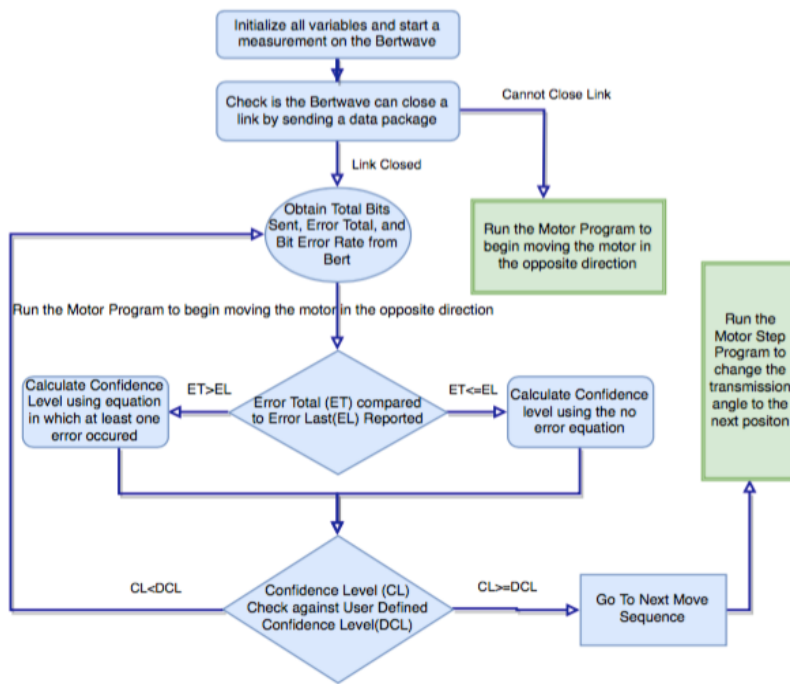 Initialize all variables and start a
measurement on the Bertwave
Check is the Bertwave can close a
link by sending a data package
Cannot Close Link
Link Closed
Obtain Total Bits
Sent, Error Total, and
Bit Error Rate from
Bert
Run the Motor Program to
begin moving the motor in
the opposite direction
Run the Motor Program to begin moving the motor in the opposite direction
Run the
Motor Step
Program to
change the
transmission
angle to the
next positon
Calculate Confidence
Level using equation
in which at least one
error occured
ET>EL
Error Total (ET) compared
to Error Last(EL) Reported
ET<=EL
Calculate Confidence
level using the no
error equation
CL<DCL
Confidence Level (CL)
Check against User Defined
Confidence Level(DCL)
CL>=DCL
Go To Next Move
Sequence